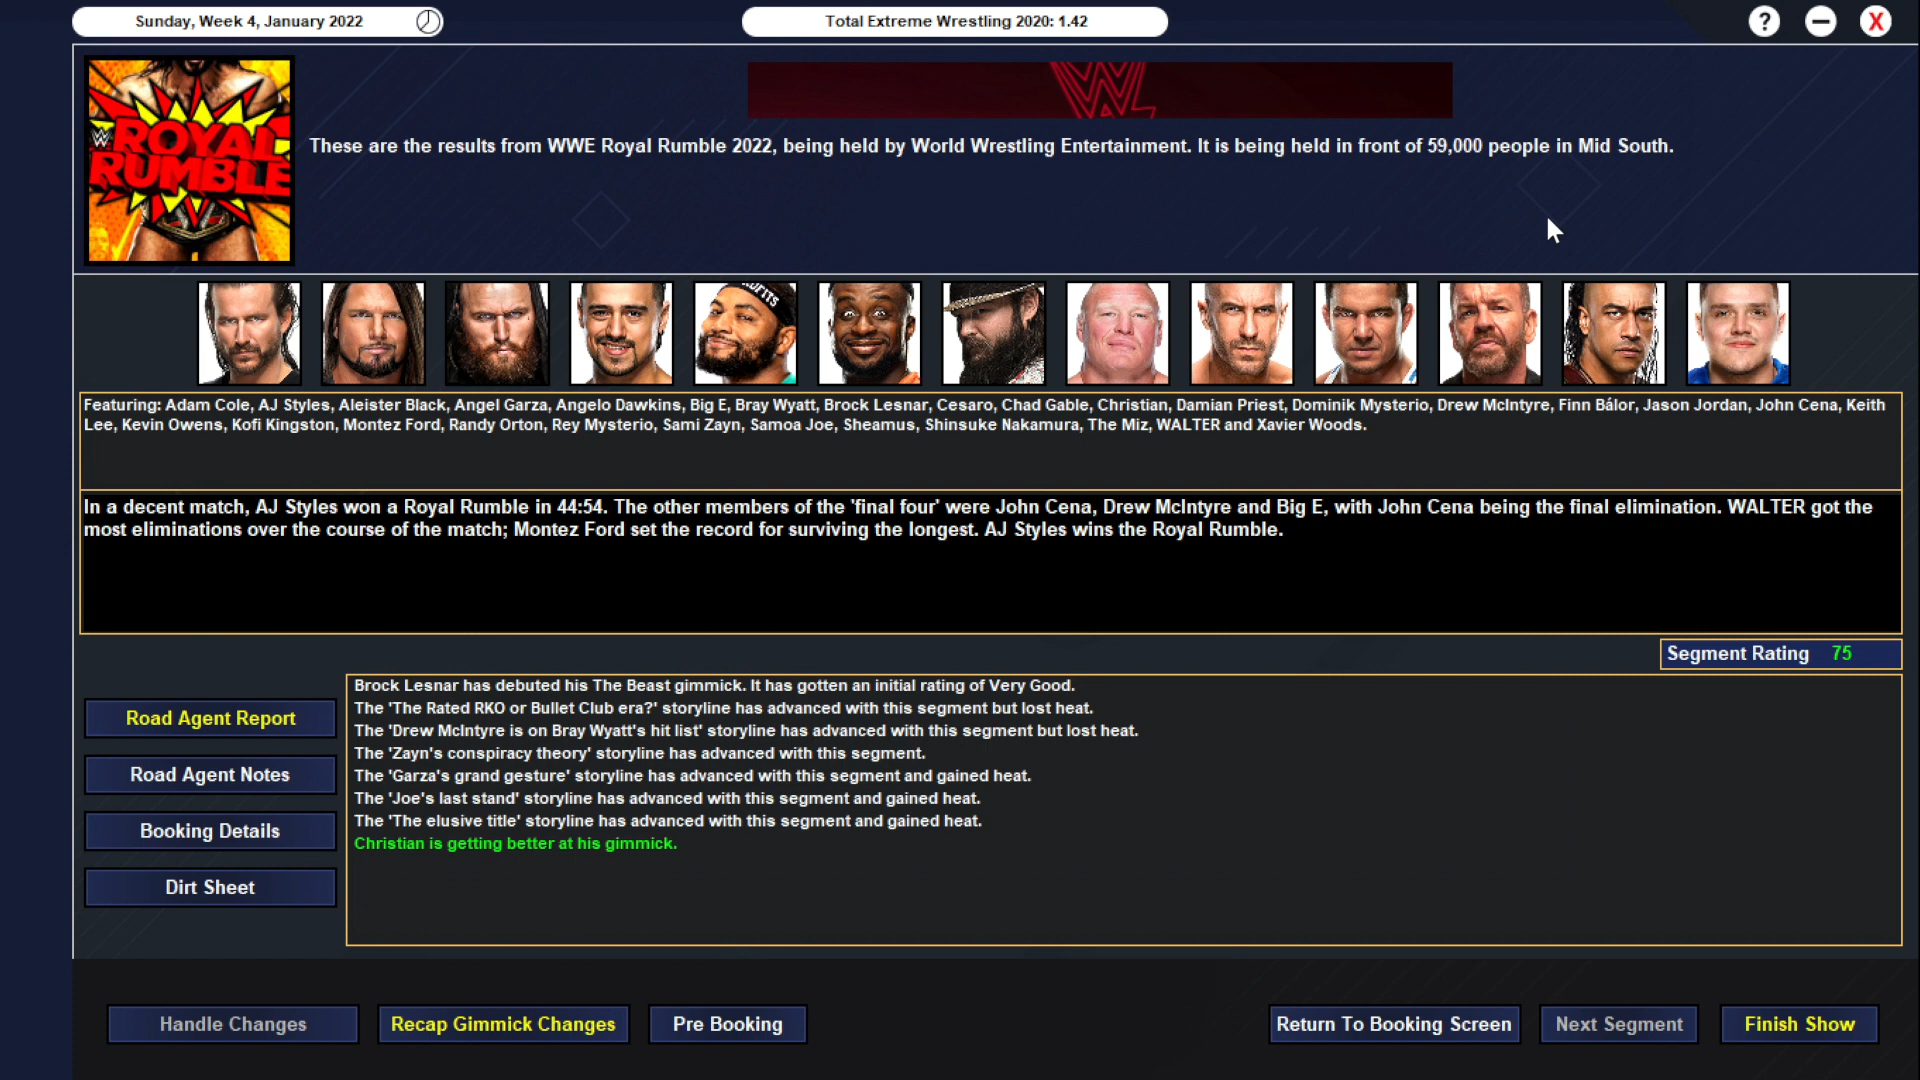 Sunday, Week 4, January 2022
Total Extreme Wrestling 2020: 1.42
?
X
W
ROYAL
RUMBLE
These are the results from WWE Royal Rumble 2022, being held by World Wrestling Entertainment. It is being held in front of 59,000 people in Mid South.
Featuring: Adam Cole, AJ Styles, Aleister Black, Angel Garza, Angelo Dawkins, Big E, Bray Wyatt, Brock Lesnar, Cesaro, Chad Gable, Christian, Damian Priest, Dominik Mysterio, Drew McIntyre, Finn Bálor, Jason Jordan, John Cena, Keith
Lee, Kevin Owens, Kofi Kingston, Montez Ford, Randy Orton, Rey Mysterio, Sami Zayn, Samoa Joe, Sheamus, Shinsuke Nakamura, The Miz, WALTER and Xavier Woods.
In a decent match, AJ Styles won a Royal Rumble in 44:54. The other members of the 'final four' were John Cena, Drew McIntyre and Big E, with John Cena being the final elimination. WALTER got the
most eliminations over the course of the match; Montez Ford set the record for surviving the longest. AJ Styles wins the Royal Rumble.
Segment Rating 75
Road Agent Report
Road Agent Notes
Booking Details
Dirt Sheet
Brock Lesnar has debuted his The Beast gimmick. It has gotten an initial rating of Very Good.
The 'The Rated RKO or Bullet Club era?' storyline has advanced with this segment but lost heat.
The 'Drew McIntyre is on Bray Wyatt's hit list' storyline has advanced with this segment but lost heat.
The 'Zayn's conspiracy theory' storyline has advanced with this segment.
The 'Garza's grand gesture' storyline has advanced with this segment and gained heat.
The 'Joe's last stand' storyline has advanced with this segment and gained heat.
The 'The elusive title' storyline has advanced with this segment and gained heat.
Christian is getting better at his gimmick.
Handle Changes
Recap Gimmick Changes
Pre Booking
Return To Booking Screen
Next Segment
Finish Show